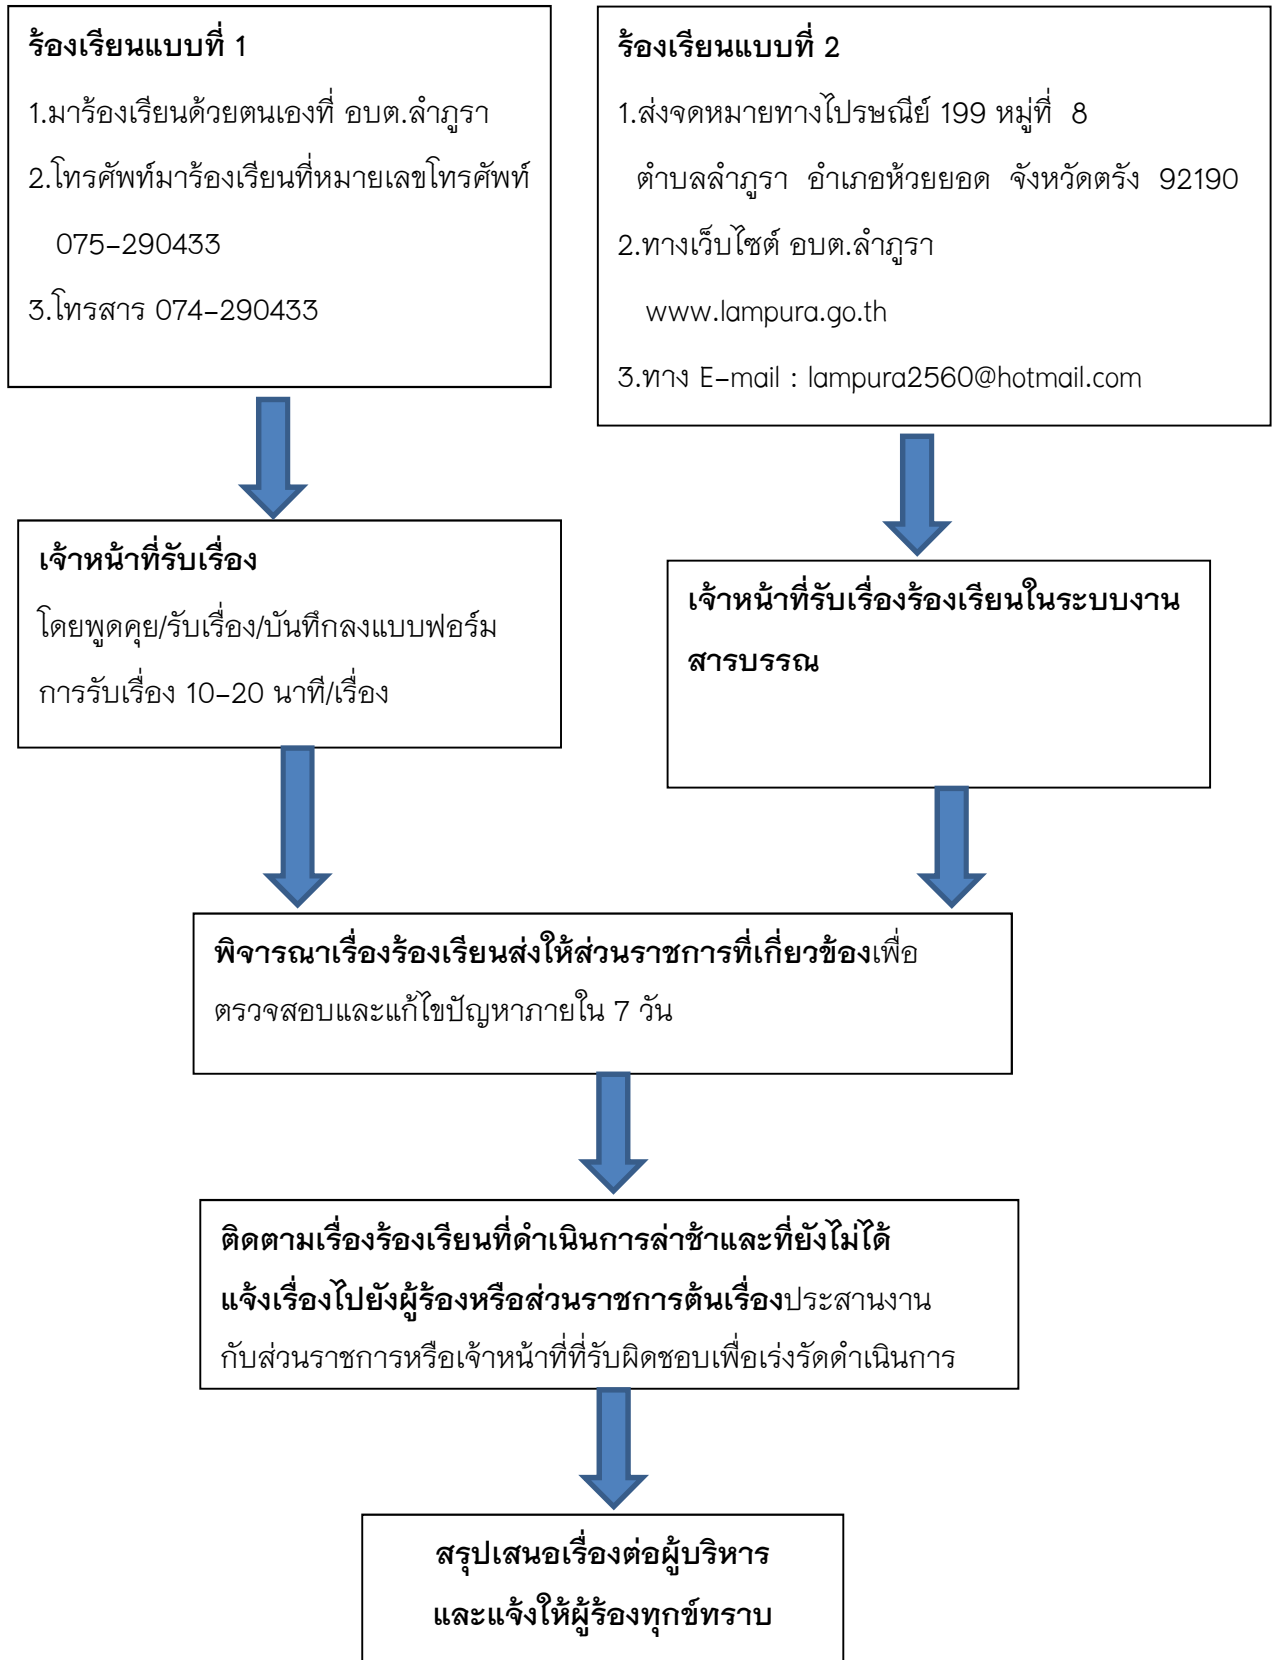 ร้องเรียนแบบที่ 1
1.มาร้องเรียนด้วยตนเองที่ อบต.ลำภูรา
2.โทรศัพท์มาร้องเรียนที่หมายเลขโทรศัพท์
075-290433
3.โทรสาร 074-290433
ร้องเรียนแบบที่ 2
1.ส่งจดหมายทางไปรษณีย์ 199 หมู่ที่ 8
ตำบลลำภูรา อำเภอห้วยยอด จังหวัดตรัง 92190
2.ทางเว็บไซต์ อบต.ลำภูรา
www.lampura.go.th
3.ทาง E-mail : lampura2560@hotmail.com
เจ้าหน้าที่รับเรื่อง
โดยพูดคุย/รับเรื่อง/บันทึกลงแบบฟอร์ม
การรับเรื่อง 10-20 นาที/เรื่อง
เจ้าหน้าที่รับเรื่องร้องเรียนในระบบงาน
สารบรรณ
พิจารณาเรื่องร้องเรียนส่งให้ส่วนราชการที่เกี่ยวข้องเพื่อ
ตรวจสอบและแก้ไขปัญหาภายใน 7 วัน
ติดตามเรื่องร้องเรียนที่ดำเนินการล่าช้าและที่ยังไม่ได้
แจ้งเรื่องไปยังผู้ร้องหรือส่วนราชการต้นเรื่องประสานงาน
กับส่วนราชการหรือเจ้าหน้าที่ที่รับผิดชอบเพื่อเร่งรัดดำเนินการ
สรุปเสนอเรื่องต่อผู้บริหาร
และแจ้งให้ผู้ร้องทุกข์ทราบ